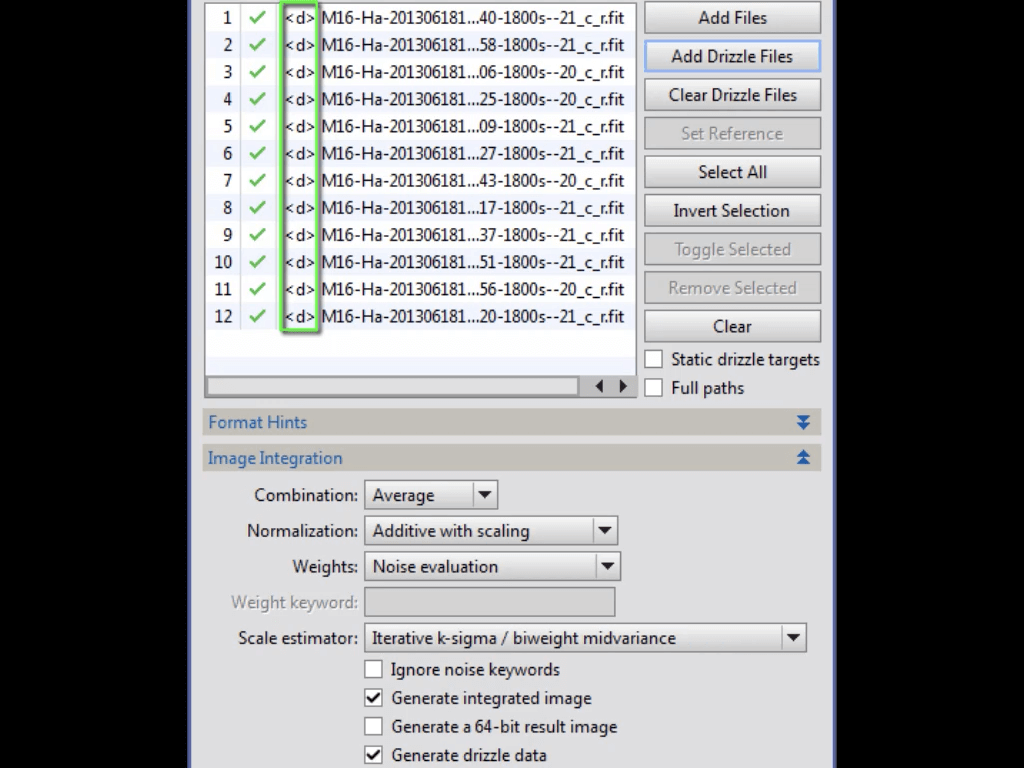 1 <d> M16-Ha-201306181...40-1800s--21_c_r.fit Add Files
2 <d> M16-Ha-201306181...58-1800s--21_c_r.fit Add Drizzle Files
3 <d> M16-Ha-201306181...06-1800s--20_c_r.fit
4 <d> M16-Ha-201306181...25-1800s--20_c_r.fit Clear Drizzle Files
5 <d> M16-Ha-201306181...09-1800s--21_c_r.fit Set Reference
6 <d> M16-Ha-201306181...27-1800s--21_c_r.fit
7 <d> M16-Ha-201306181...43-1800s--20_c_r.fit Select All
8 <d> M16-Ha-201306181...17-1800s--21_c_r.fit Invert Selection
9 <d> M16-Ha-201306181...37-1800s--21_c_r.fit
10 <d> M16-Ha-201306181...51-1800s--21_c_r.fit Toggle Selected
11 <d> M16-Ha-201306181...56-1800s--20_c_r.fit Remove Selected
12 <d> M16-Ha-201306181...20-1800s--21_c_r.fit Clear
Static drizzle targets
Full paths
Format Hints
Image Integration
Combination: Average
Normalization: Additive with scaling
Weights: Noise evaluation
Weight keyword:
Scale estimator: Iterative k-sigma / biweight midvariance
Ignore noise keywords
Generate integrated image
Generate a 64-bit result image
Generate drizzle data